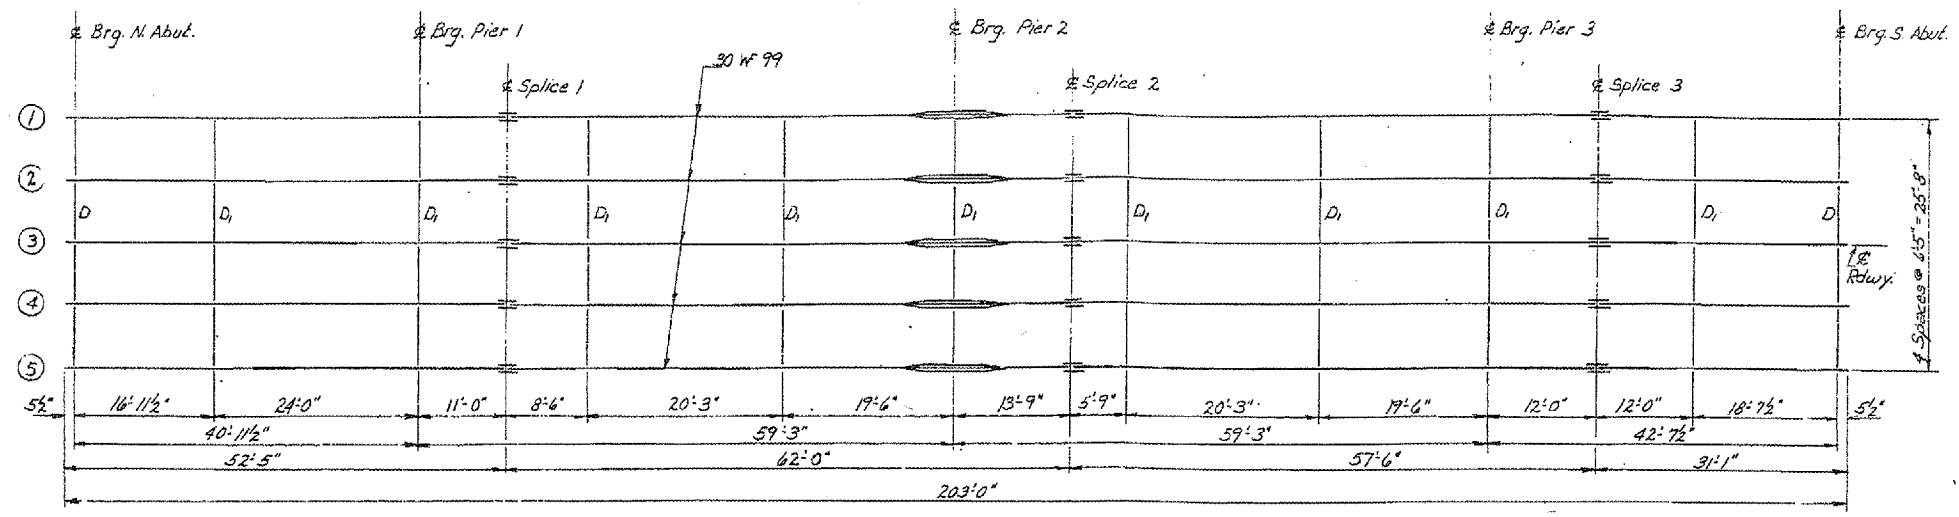 ℄ Brg. N. Abut.
℄ Brg. Pier 1
℄ Brg. Pier 2
℄ Brg. Pier 3
℄ Brg. S. Abut.
30 WF 99
℄ Splice 1
℄ Splice 2
℄ Splice 3
1
2
D
D₁
D₁
D₁
D₁
D₁
D₁
D₁
D₁
D₁
D
3
℄
Rdwy.
4 Spaces @ 6'-5" = 25'-8"
4
5
5½"
16'-11½"
24'-0"
11'-0"
8'-6"
20'-3"
19'-6"
13'-9"
5'-9"
20'-3"
19'-6"
12'-0"
12'-0"
18'-7½"
5½"
40'-11½"
59'-3"
59'-3"
42'-7½"
52'-5"
62'-0"
57'-6"
31'-1"
203'-0"